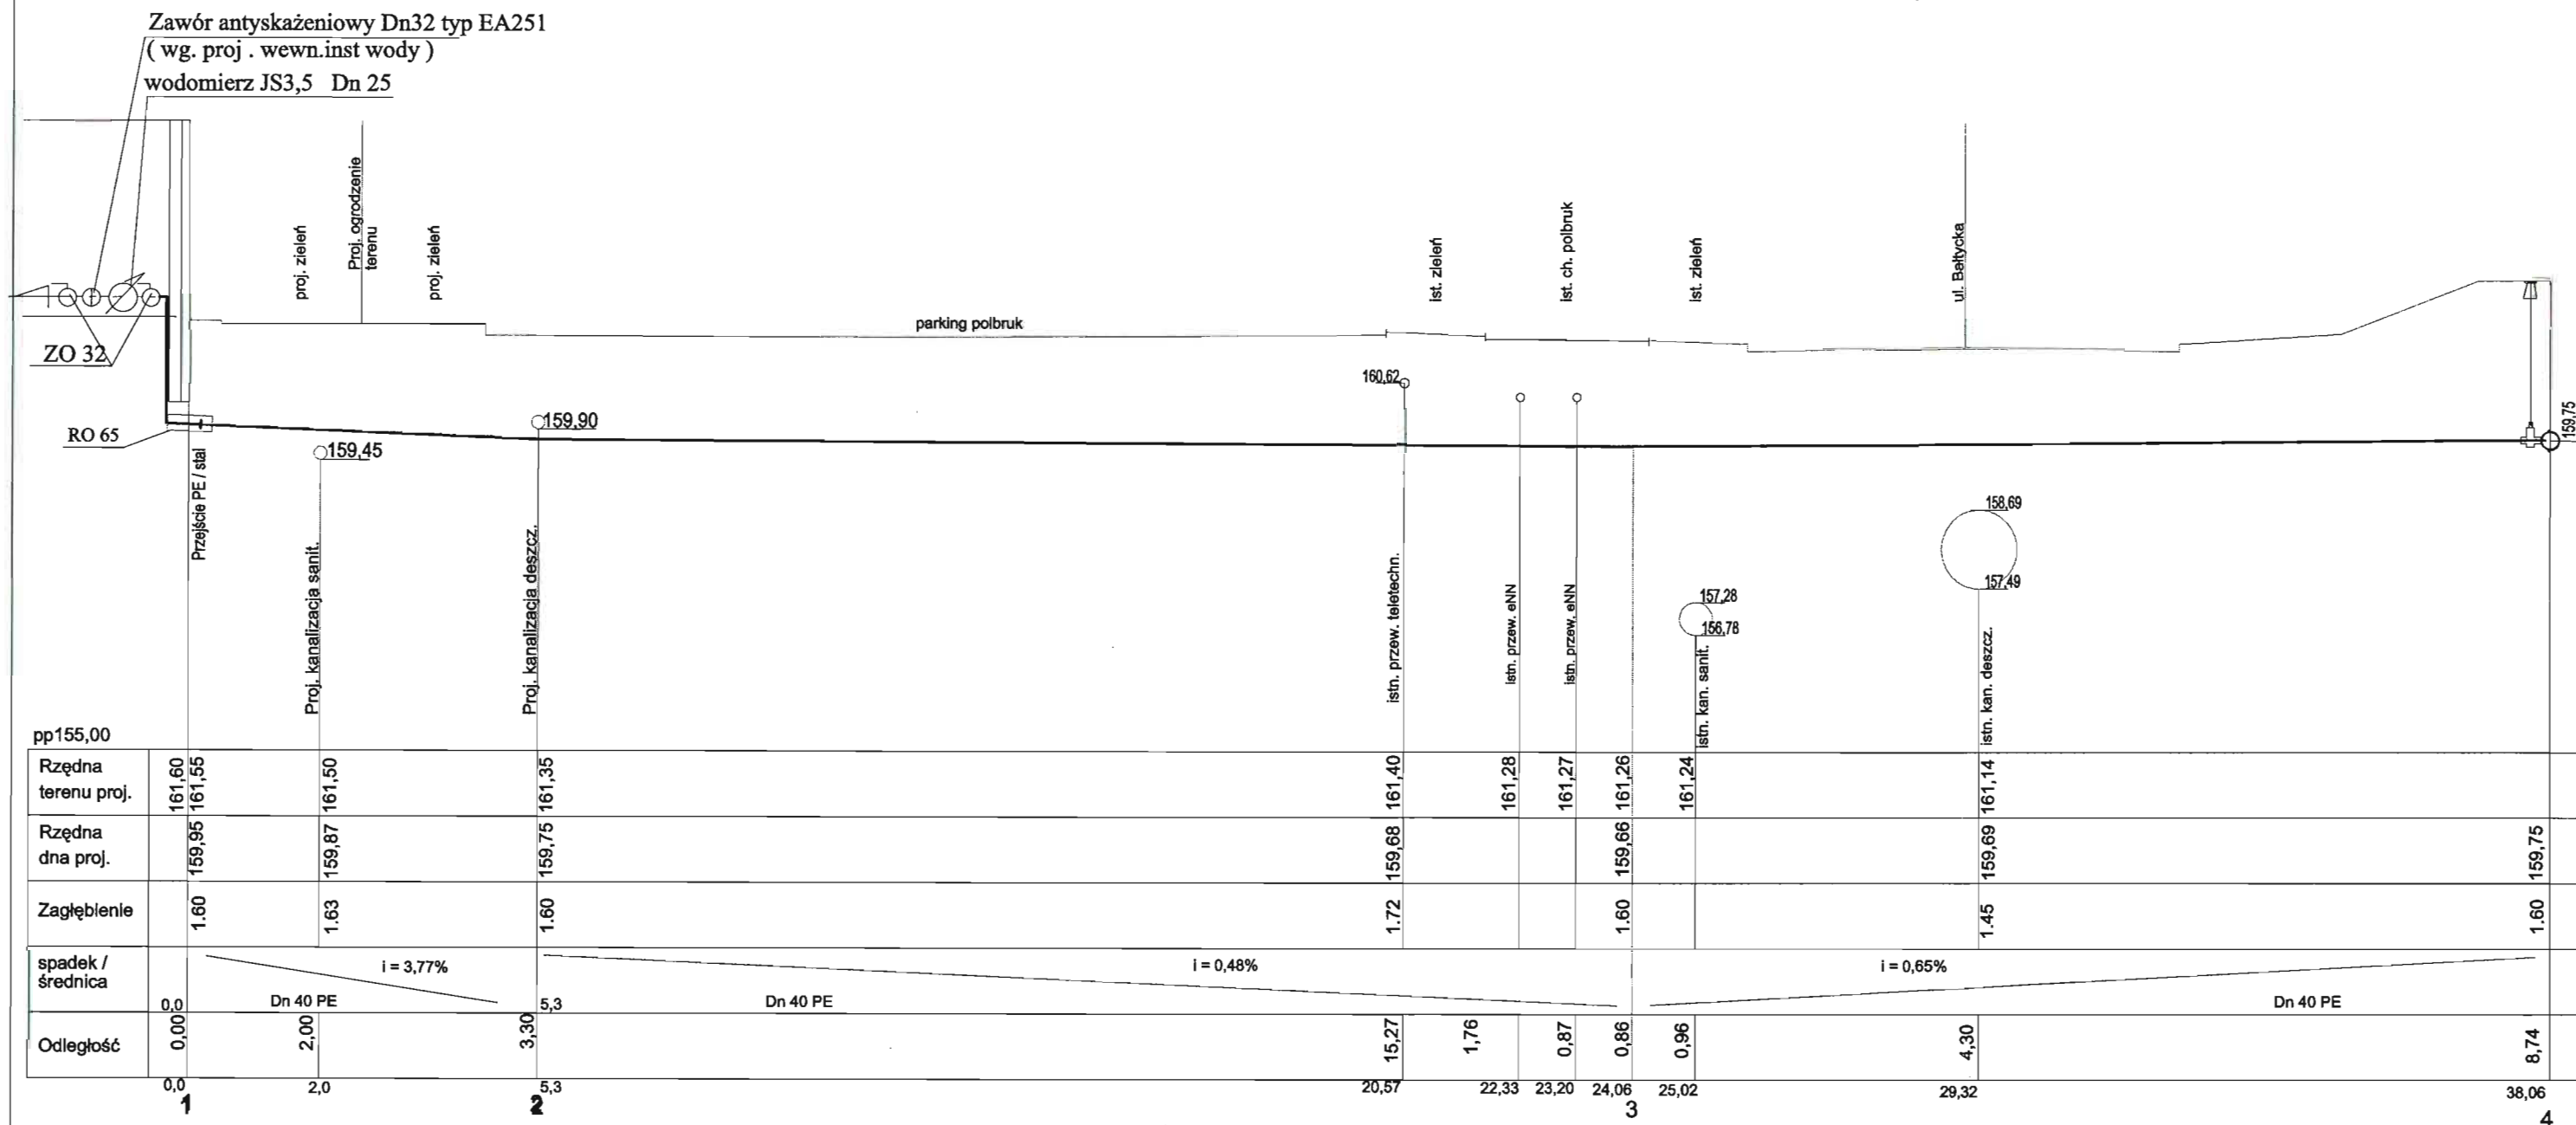 Zawór antyskażeniowy Dn32 typ EA251
( wg. proj . wewn.inst wody )
wodomierz JS3,5 Dn 25
proj. zieleń
Proj. ogrodzenie
terenu
proj. zieleń
ist. zieleń
ist. ch. polbruk
ist. zieleń
ul. Bałtycka
parking polbruk
ZO 32
RO 65
160,62
159,90
159,45
159,75
Przejście PE / stal
Proj. kanalizacja sanit.
Proj. kanalizacja deszcz.
istn. przew. teletechn.
istn. przew. eNN
istn. przew. eNN
157,28
156,78
istn. kan. sanit.
158,69
157,49
istn. kan. deszcz.
pp155,00
Rzędna
terenu proj.
161,60
161,55
161,50
161,35
161,40
161,28
161,27
161,26
161,24
161,14
Rzędna
dna proj.
159,95
159,87
159,75
159,68
159,66
159,69
159,75
Zagłębienie
1.60
1.63
1.60
1.72
1.60
1.45
1.60
spadek /
średnica
i = 3,77%
i = 0,48%
i = 0,65%
0,0
Dn 40 PE
5,3
Dn 40 PE
Dn 40 PE
Odległość
0,00
2,00
3,30
15,27
1,76
0,87
0,86
0,96
4,30
8,74
0,0
2,0
5,3
20,57
22,33
23,20
24,06
25,02
29,32
38,06
1
2
3
4